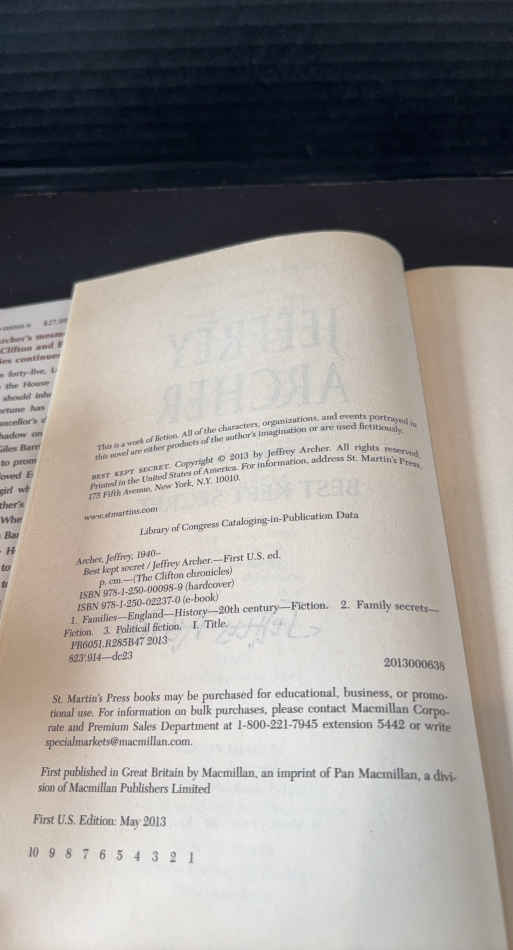 This is a work of fiction. All of the characters, organizations, and events portrayed in
this novel are either products of the author's imagination or are used fictitiously.
BEST KEPT SECRET. Copyright © 2013 by Jeffrey Archer. All rights reserved.
Printed in the United States of America. For information, address St. Martin's Press,
175 Fifth Avenue, New York, N.Y. 10010.
www.stmartins.com
Library of Congress Cataloging-in-Publication Data
Archer, Jeffrey, 1940–
Best kept secret / Jeffrey Archer.—First U.S. ed.
p. cm.—(The Clifton chronicles)
ISBN 978-1-250-00098-9 (hardcover)
ISBN 978-1-250-02237-0 (e-book)
1. Families—England—History—20th century—Fiction. 2. Family secrets—
Fiction. 3. Political fiction. I. Title.
PR6051.R285B47 2013
823'.914—dc23
2013000638
St. Martin's Press books may be purchased for educational, business, or promo-
tional use. For information on bulk purchases, please contact Macmillan Corpo-
rate and Premium Sales Department at 1-800-221-7945 extension 5442 or write
specialmarkets@macmillan.com.
First published in Great Britain by Macmillan, an imprint of Pan Macmillan, a divi-
sion of Macmillan Publishers Limited
First U.S. Edition: May 2013
10 9 8 7 6 5 4 3 2 1